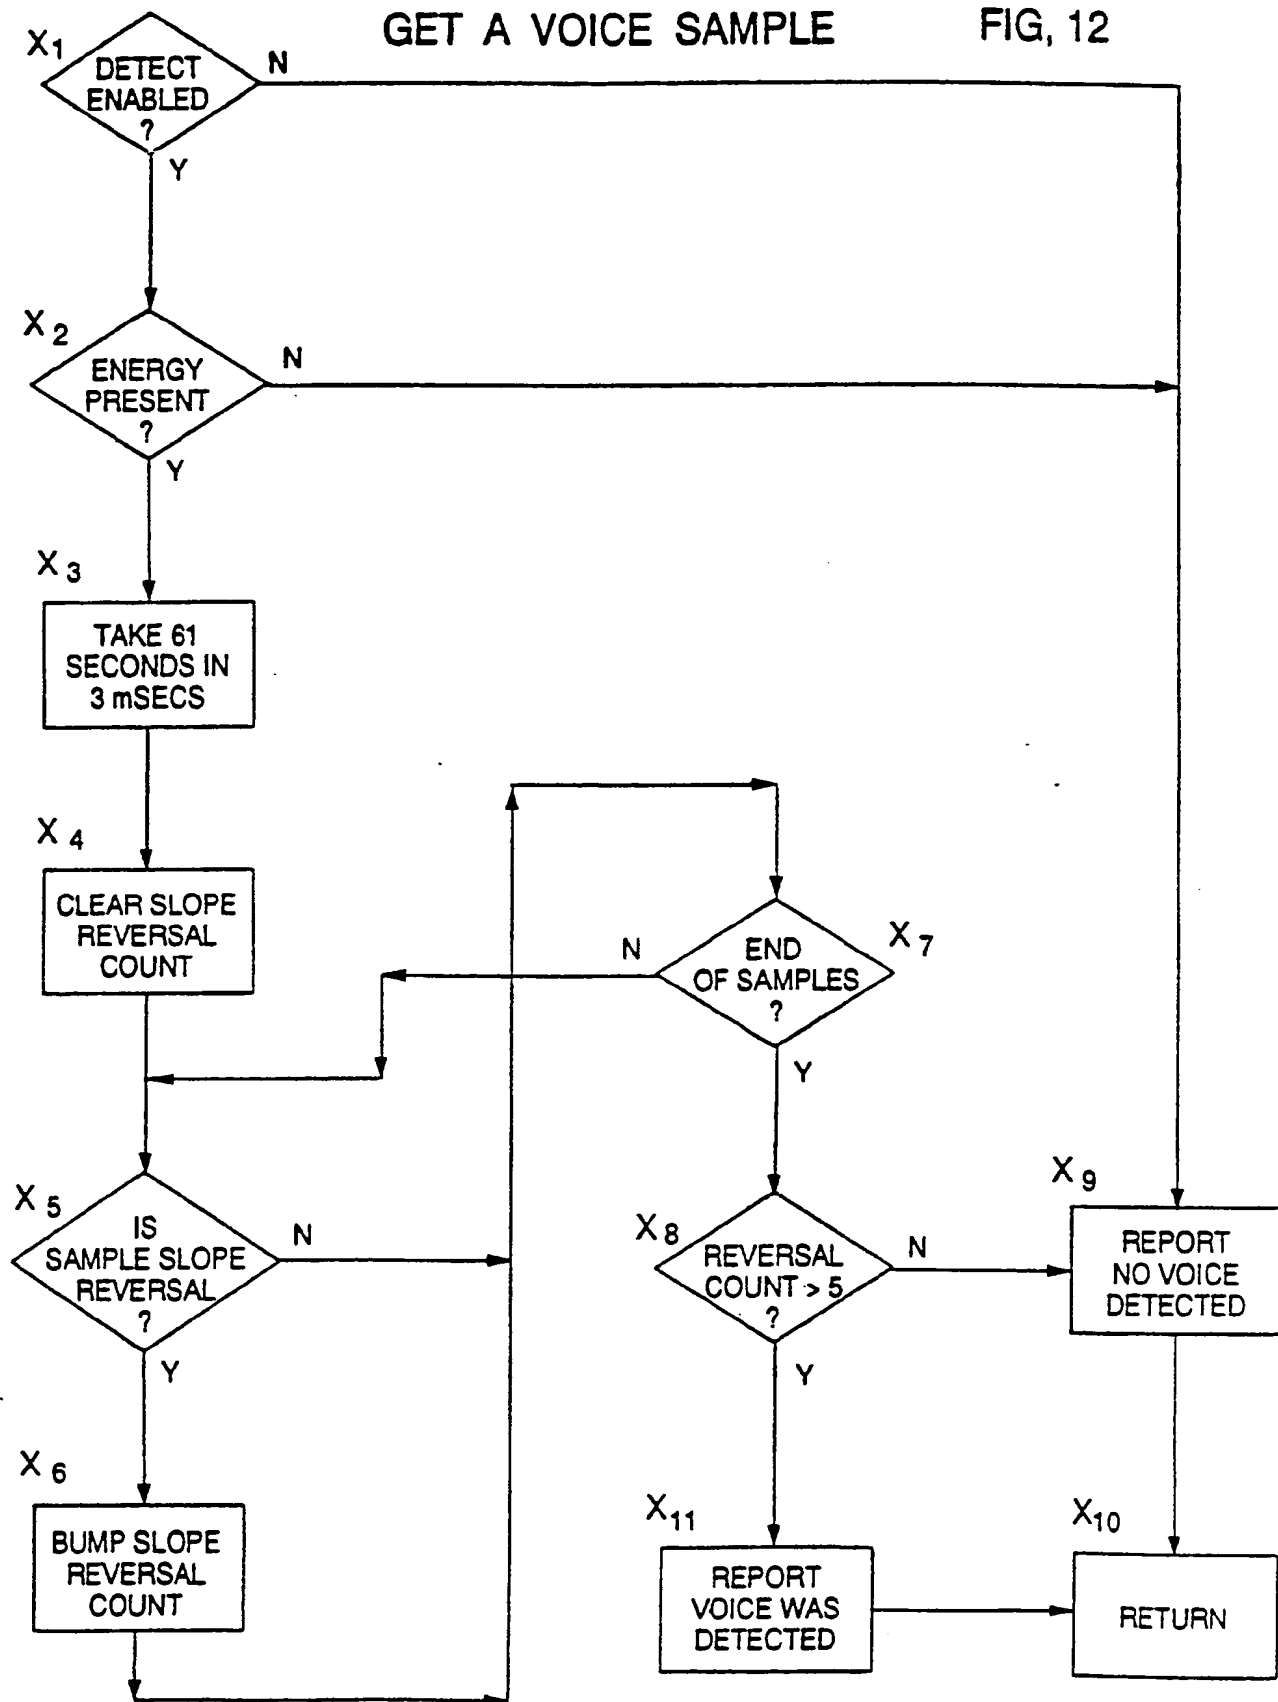 GET A VOICE SAMPLE
FIG, 12
X1
DETECT
ENABLED
?
N
Y
X2
ENERGY
PRESENT
?
N
Y
X3
TAKE 61
SECONDS IN
3 mSECS
X4
CLEAR SLOPE
REVERSAL
COUNT
X5
IS
SAMPLE SLOPE
REVERSAL
?
N
Y
X6
BUMP SLOPE
REVERSAL
COUNT
X7
END
OF SAMPLES
?
N
Y
X8
REVERSAL
COUNT > 5
?
N
Y
X9
REPORT
NO VOICE
DETECTED
X11
REPORT
VOICE WAS
DETECTED
X10
RETURN